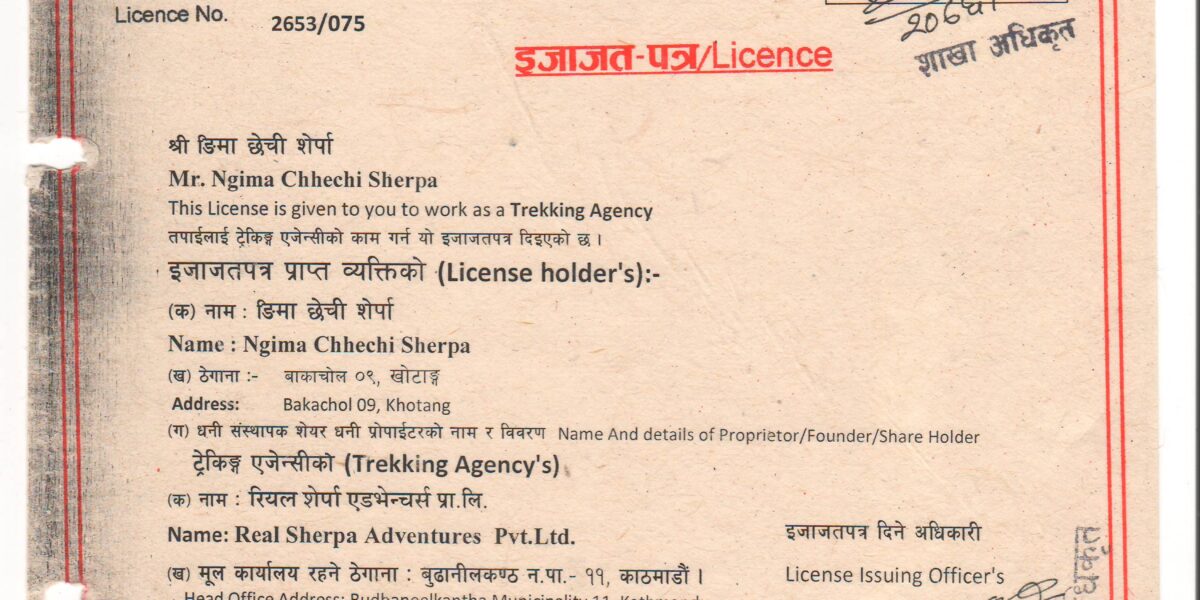 Licence No. 2653/075
शाखा अधिकृत
इजाजत-पत्र/Licence
श्री ङिमा छेची शेर्पा
Mr. Ngima Chhechi Sherpa
This License is given to you to work as a Trekking Agency
तपाईलाई ट्रेकिङ्ग एजेन्सीको काम गर्न यो इजाजतपत्र दिइएको छ ।
इजाजतपत्र प्राप्त व्यक्तिको (License holder's):-
(क) नाम : ङिमा छेची शेर्पा
Name : Ngima Chhechi Sherpa
(ख) ठेगाना :- बाकाचोल ०९, खोटाङ्ग
Address: Bakachol 09, Khotang
(ग) धनी संस्थापक शेयर धनी प्रोपाईटरको नाम र विवरण Name And details of Proprietor/Founder/Share Holder
ट्रेकिङ्ग एजेन्सीको (Trekking Agency's)
(क) नाम : रियल शेर्पा एडभेन्चर्स प्रा.लि.
Name: Real Sherpa Adventures Pvt.Ltd.
इजाजतपत्र दिने अधिकारी
(ख) मूल कार्यालय रहने ठेगाना : बुढानीलकण्ठ न.पा.- ११, काठमाडौं ।
License Issuing Officer's
Head Office Address: Budhaneelkantha Municipality 11, Kathmand